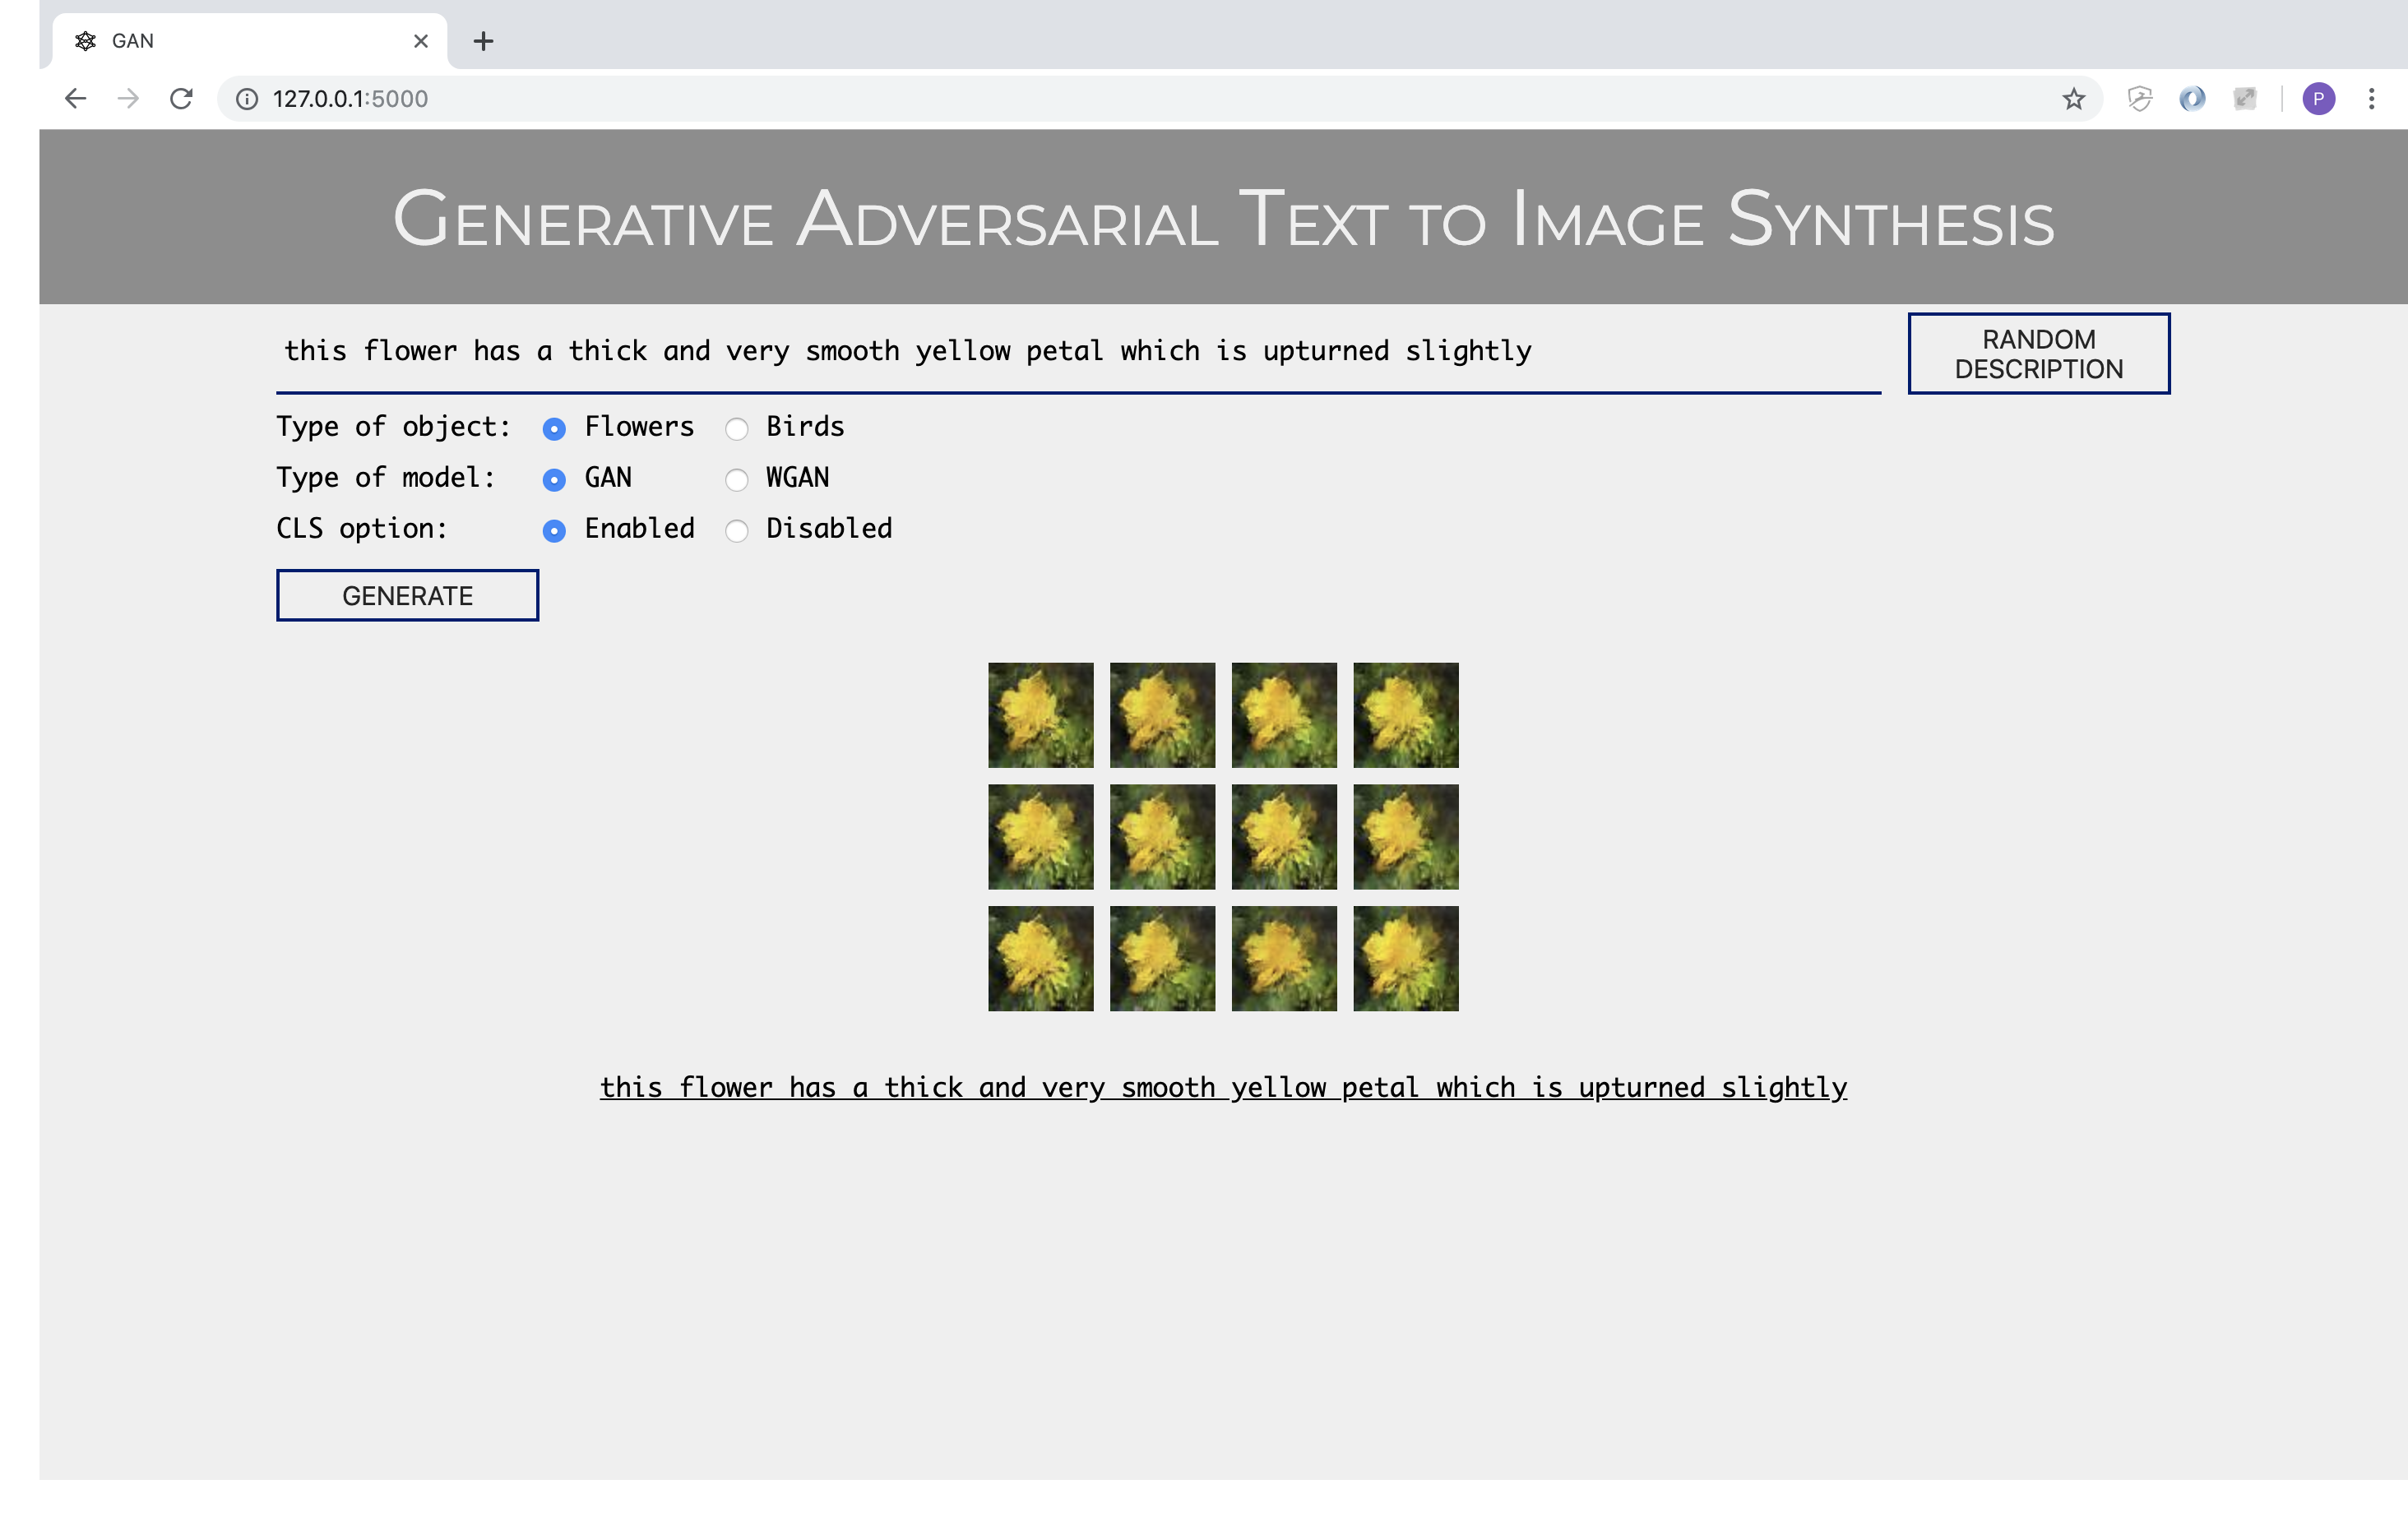 GAN
127.0.0.1:5000
P
Generative Adversarial Text to Image Synthesis
this flower has a thick and very smooth yellow petal which is upturned slightly
RANDOM
DESCRIPTION
Type of object: Flowers Birds
Type of model: GAN WGAN
CLS option: Enabled Disabled
GENERATE
this flower has a thick and very smooth yellow petal which is upturned slightly